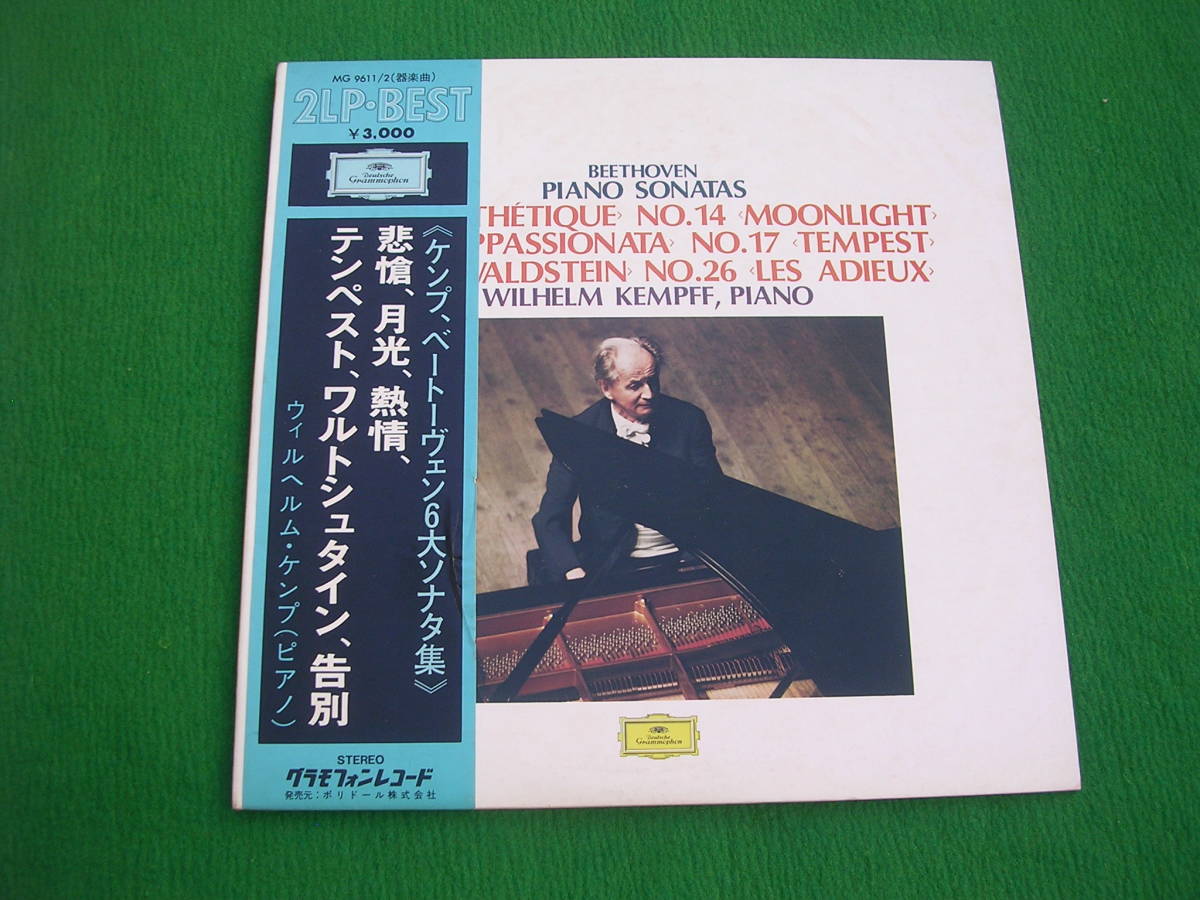 MG 9611/2(器楽曲)
2LP·BEST
¥3,000
Deutsche
Grammophon
《ケンプ、ベートーヴェン6大ソナタ集》
悲愴、月光、熱情、
テンペスト、ワルトシュタイン、告別
ウィルヘルム・ケンプ(ピアノ)
STEREO
グラモフォンレコード
発売元:ポリドール株式会社
BEETHOVEN
PIANO SONATAS
THÉTIQUE› NO.14 ‹MOONLIGHT›
PPASSIONATA› NO.17 ‹TEMPEST›
VALDSTEIN› NO.26 ‹LES ADIEUX›
WILHELM KEMPFF, PIANO
Deutsche
Grammophon